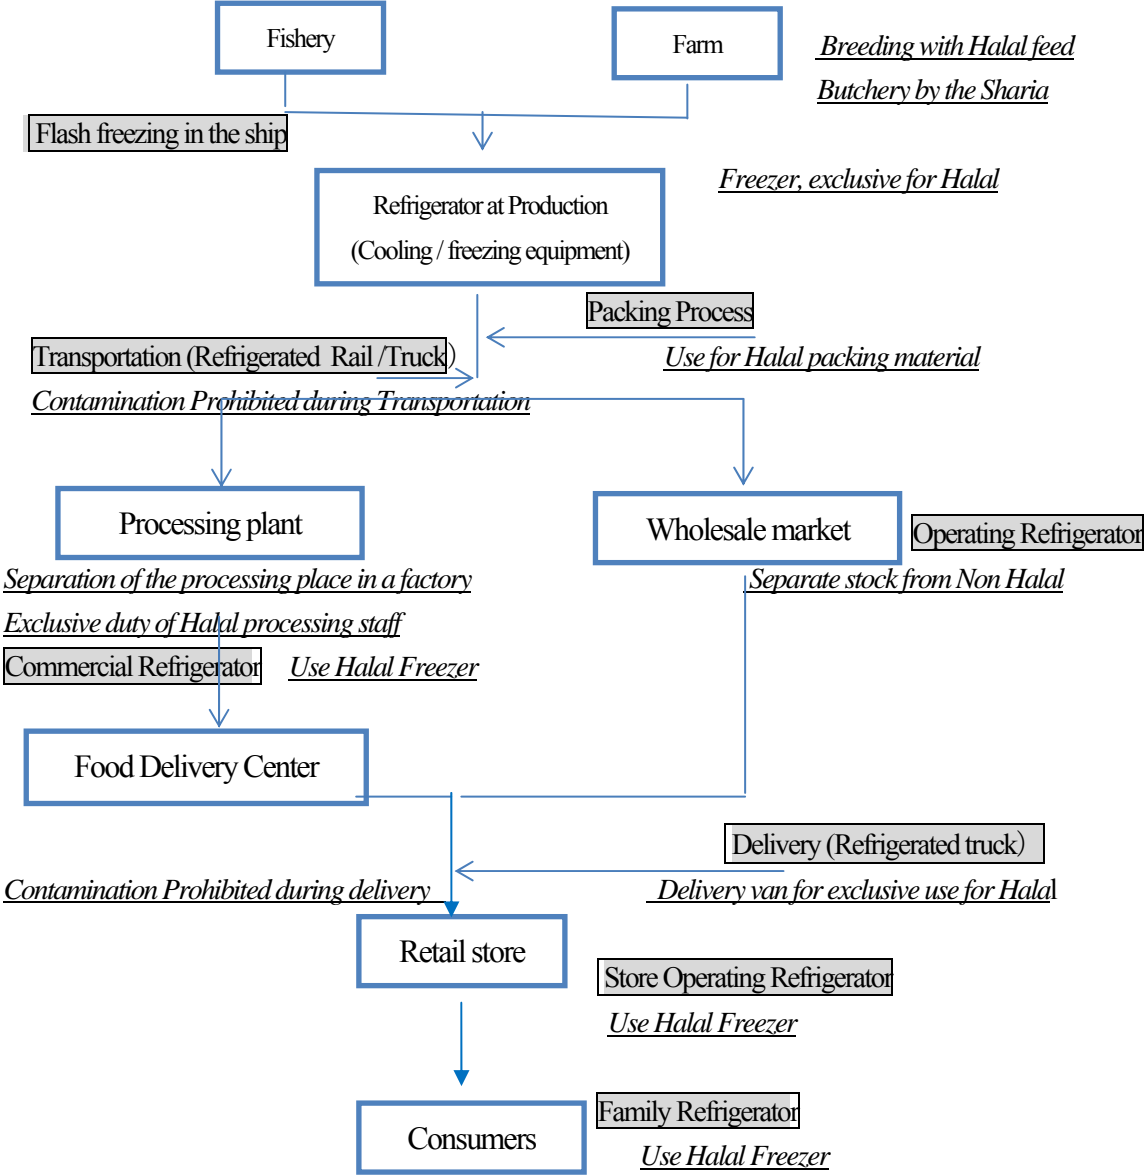 Fishery
Farm
Breeding with Halal feed
Butchery by the Sharia
Flash freezing in the ship
Freezer, exclusive for Halal
Refrigerator at Production
(Cooling / freezing equipment)
Packing Process
Transportation (Refrigerated Rail /Truck）
Use for Halal packing material
Contamination Prohibited during Transportation
Processing plant
Wholesale market
Operating Refrigerator
Separation of the processing place in a factory
Separate stock from Non Halal
Exclusive duty of Halal processing staff
Commercial Refrigerator
Use Halal Freezer
Food Delivery Center
Delivery (Refrigerated truck）
Contamination Prohibited during delivery
Delivery van for exclusive use for Halal
Retail store
Store Operating Refrigerator
Use Halal Freezer
Family Refrigerator
Consumers
Use Halal Freezer